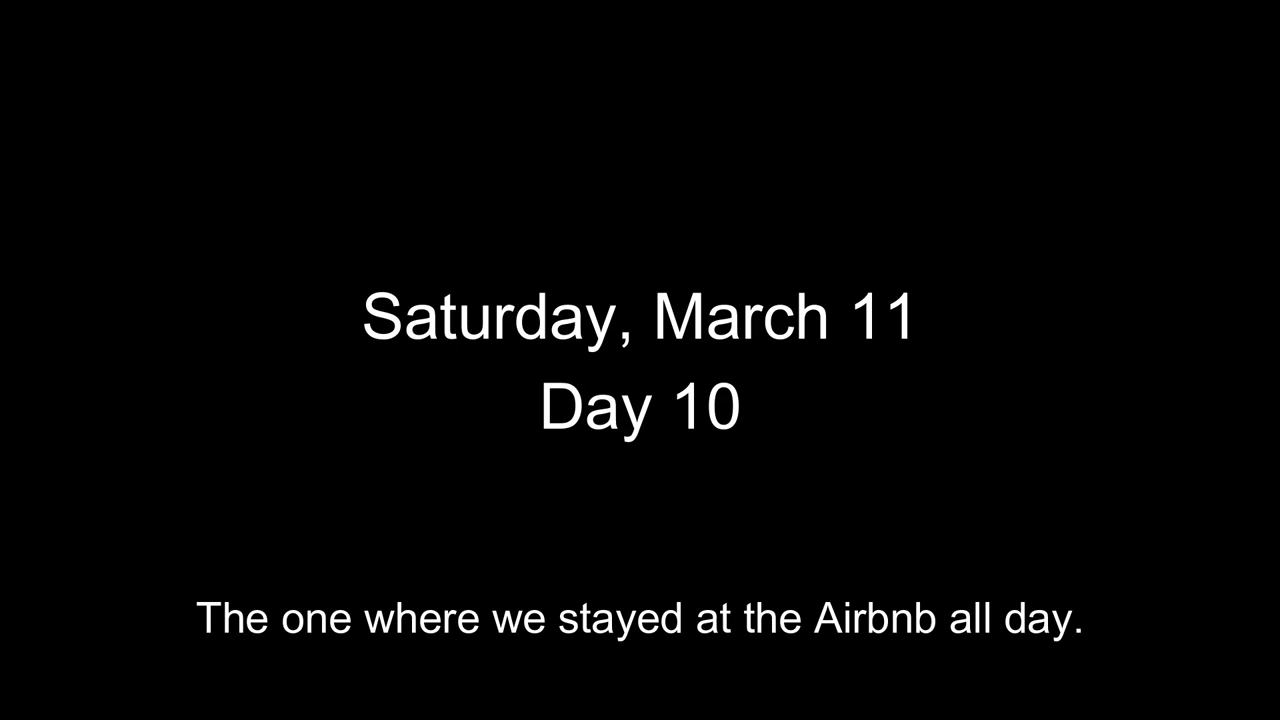 Saturday, March 11
Day 10
The one where we stayed at the Airbnb all day.